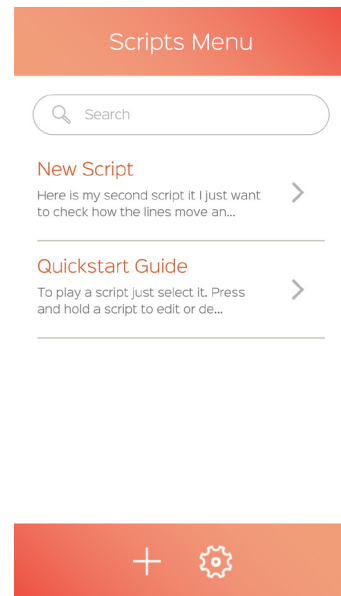 Scripts Menu
Search
New Script
Here is my second script it I just want
to check how the lines move an...
Quickstart Guide
To play a script just select it. Press
and hold a script to edit or de...